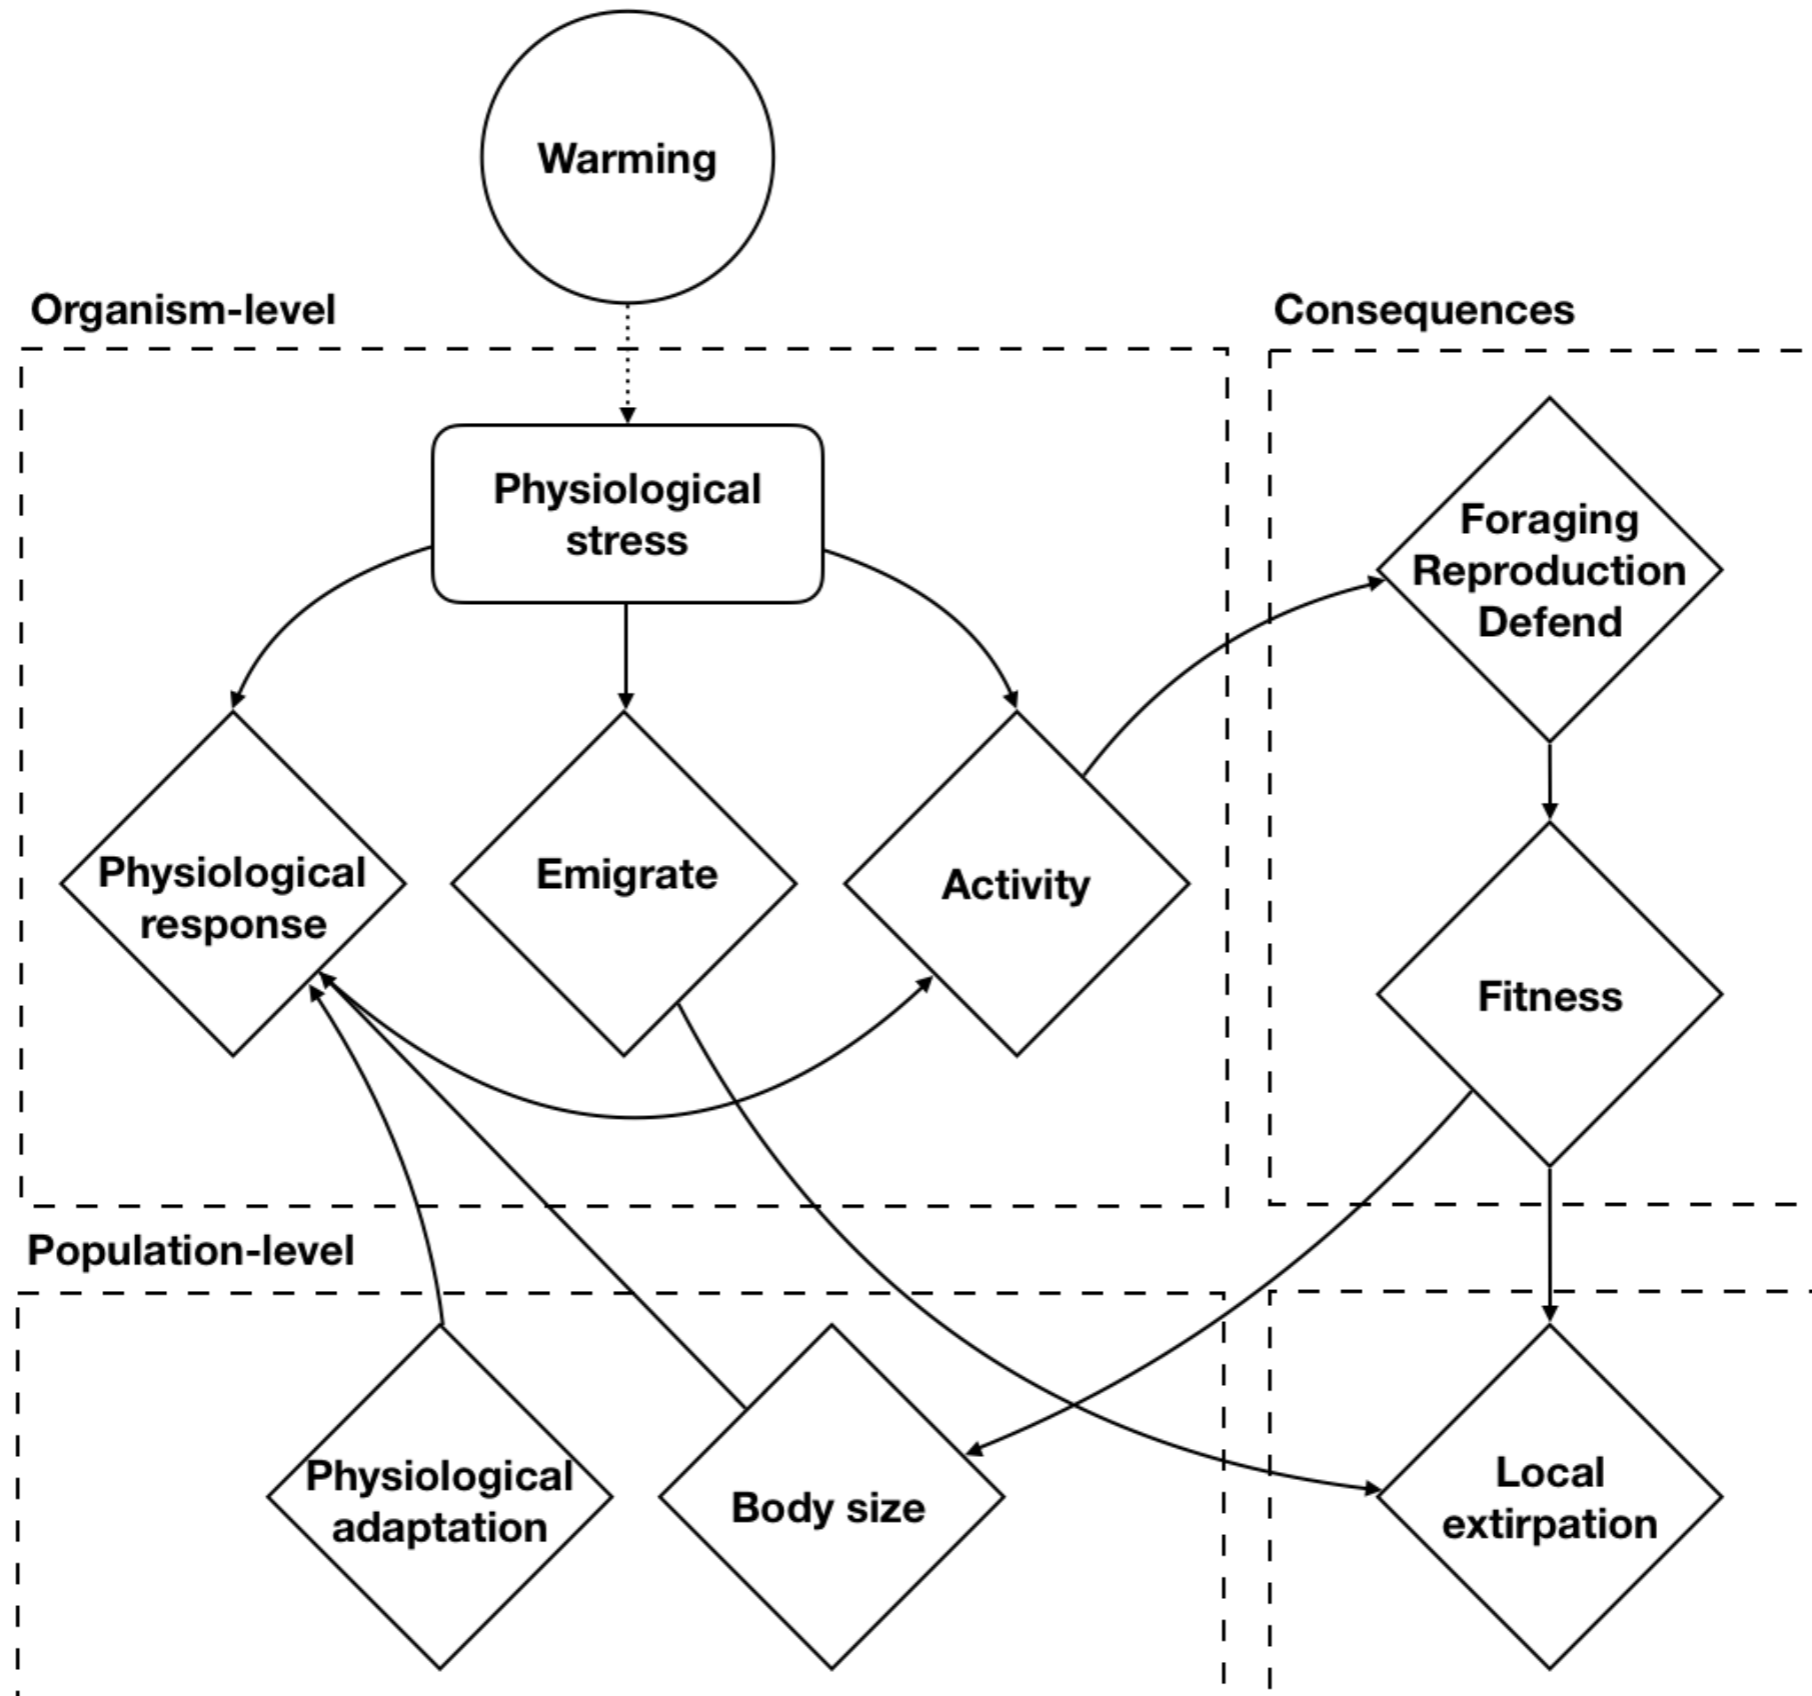 Warming
Organism-level
Consequences
Physiological
stress
Foraging
Reproduction
Defend
Physiological
response
Emigrate
Activity
Fitness
Population-level
Physiological
adaptation
Body size
Local
extirpation